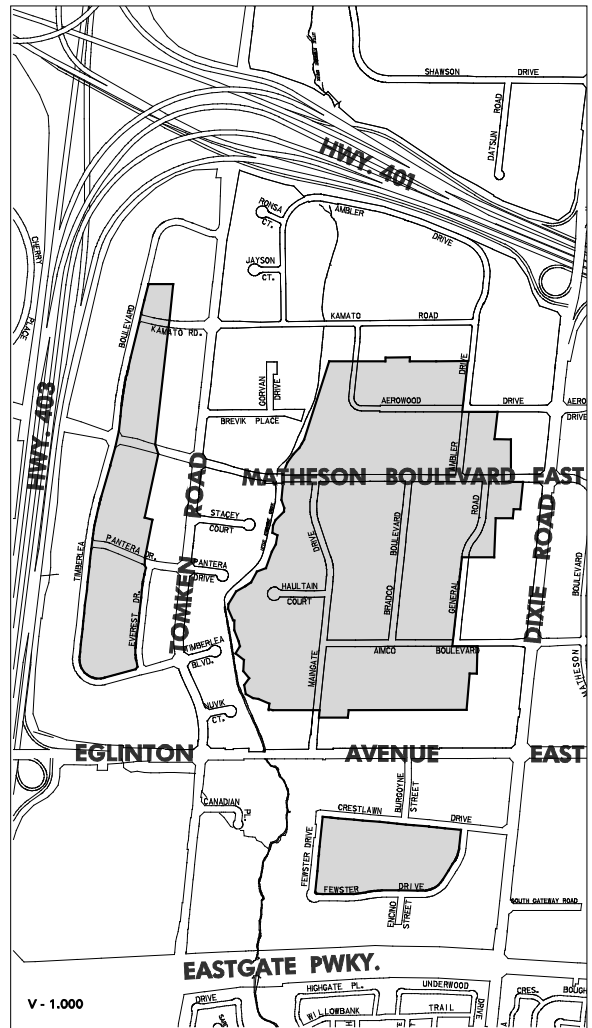 SHAWSON DRIVE
DATSUN ROAD
HWY. 401
RONSA CT.
AMBLER DRIVE
JAYSON CT.
CHERRY PLACE
BOULEVARD
KAMATO RD.
KAMATO ROAD
GORVAN DRIVE
DRIVE
AEROWOOD DRIVE
AERO
DRIVE
BREVIK PLACE
HWY. 403
AMBLER
MATHESON BOULEVARD EAST
ROAD
STACEY COURT
DRIVE
BOULEVARD
ROAD
DIXIE ROAD
TIMBERLEA
PANTERA DR.
PANTERA DRIVE
TOMKEN
HAULTAIN COURT
BRADCO
GENERAL
BOULEVARD
EVEREST DR.
TIMBERLEA BLVD.
MAINGATE
AIMCO BOULEVARD
MATHESON
NUVIK CT.
EGLINTON AVENUE EAST
CANADIAN PL.
BURGOYNE STREET
CRESTLAWN DRIVE
FEWSTER DRIVE
FEWSTER DRIVE
ENCINO STREET
SOUTH GATEWAY ROAD
EASTGATE PWKY.
HIGHGATE PL.
UNDERWOOD
CRES.
BOUGH
V - 1.000
DRIVE
WILLOWBANK
TRAIL
DRIVE